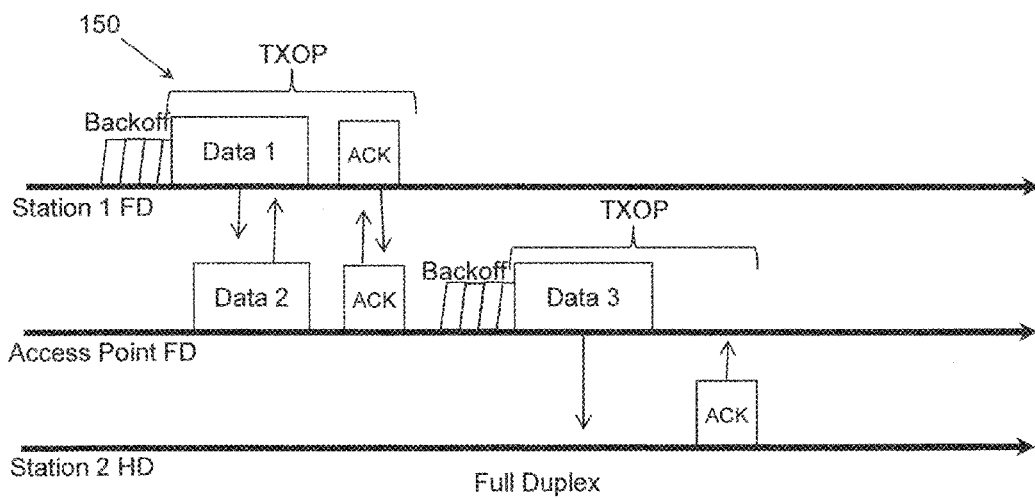 150
TXOP
Backoff
Data 1
ACK
Station 1 FD
TXOP
Backoff
Data 2
ACK
Data 3
Access Point FD
ACK
Station 2 HD
Full Duplex